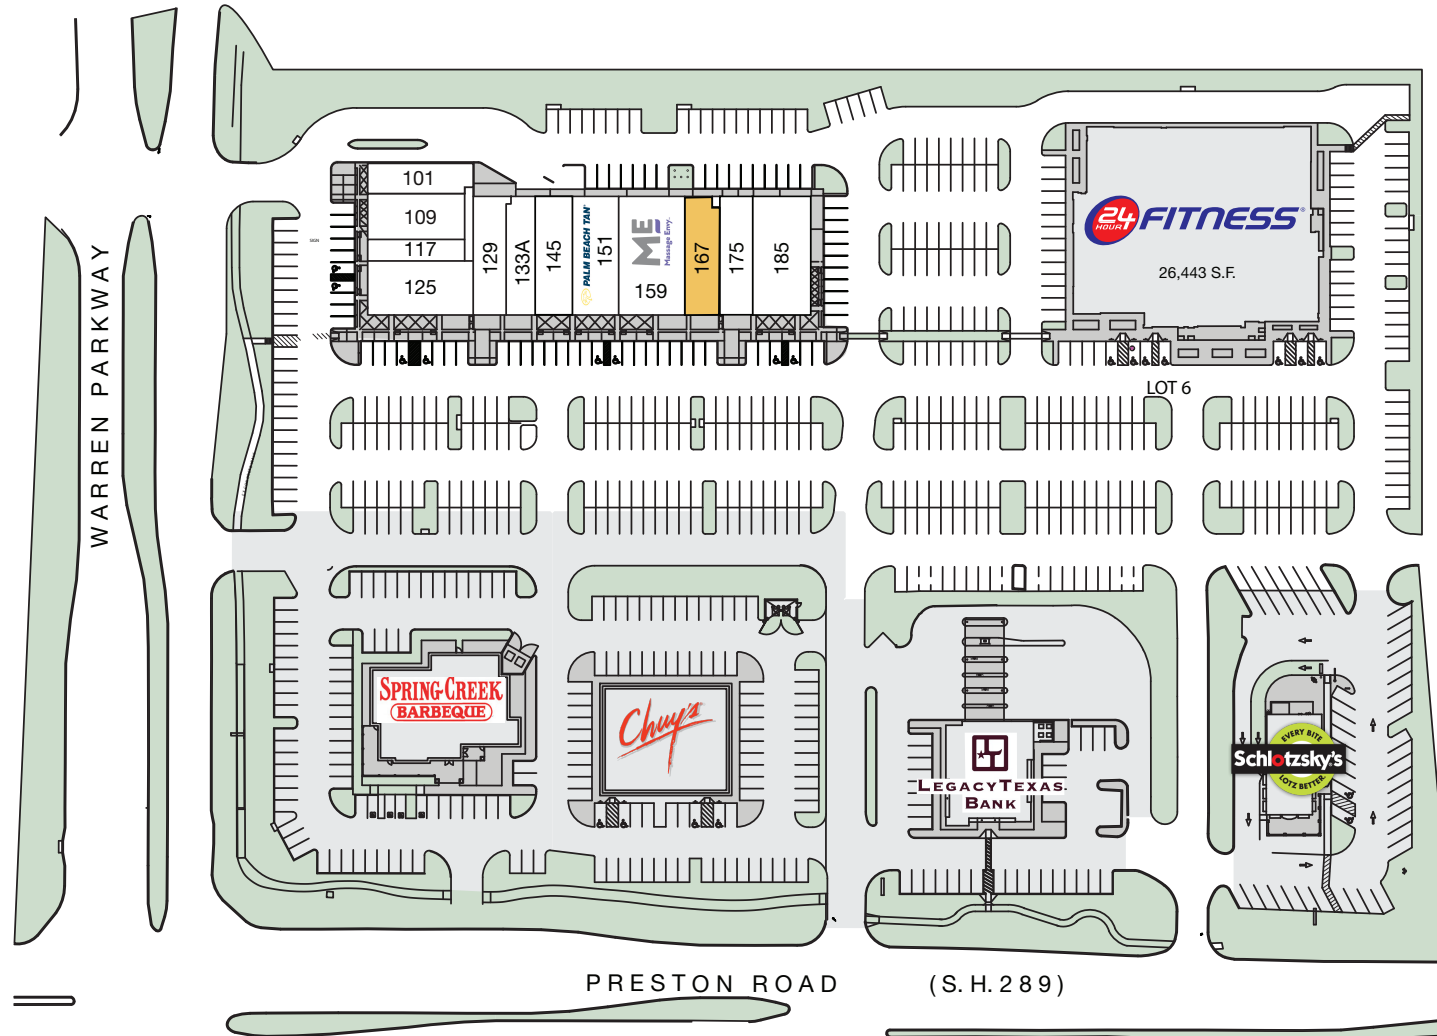 WARREN PARKWAY
101
109
117
125
129
133A
145
PALM BEACH TAN
151
ME
Massage Envy
159
167
175
185
24
HOUR
FITNESS
26,443 S.F.
LOT 6
SPRING CREEK
BARBEQUE
Chuy's
LT
LEGACYTEXAS
BANK
EVERY BITE
Schlotzsky's
LOTZ BETTER
PRESTON ROAD (S.H.289)